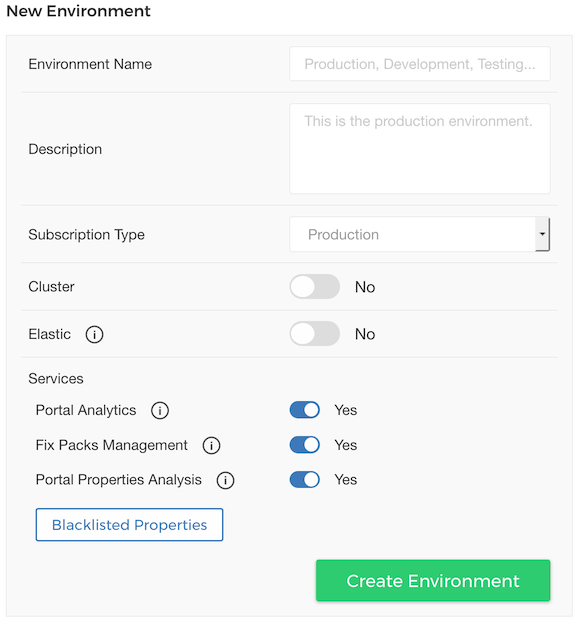 New Environment
Environment Name
Production, Development, Testing...
Description
This is the production environment.
Subscription Type
Production
Cluster
No
Elastic
i
No
Services
Portal Analytics
i
Yes
Fix Packs Management
i
Yes
Portal Properties Analysis
i
Yes
Blacklisted Properties
Create Environment